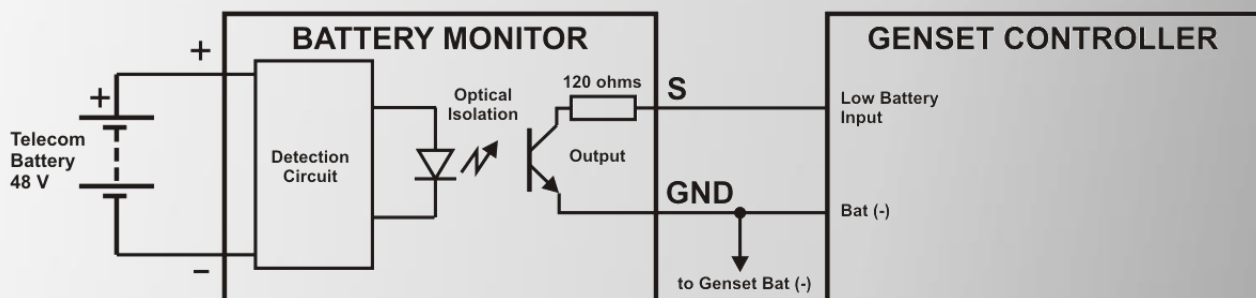 BATTERY MONITOR
GENSET CONTROLLER
+
+
Telecom
Battery
48 V
−
Detection
Circuit
Optical
Isolation
120 ohms
Output
S
GND
Low Battery
Input
Bat (-)
to Genset Bat (-)